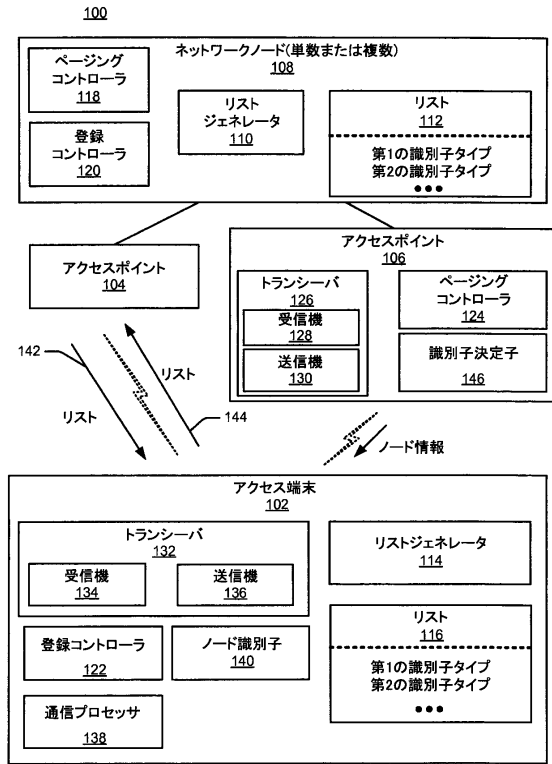 100
ネットワークノード(単数または複数)
108
ページング
コントローラ
118
登録
コントローラ
120
リスト
ジェネレータ
110
リスト
112
第1の識別子タイプ
第2の識別子タイプ
●●●
アクセスポイント
104
アクセスポイント
106
トランシーバ
126
受信機
128
送信機
130
ページング
コントローラ
124
識別子決定子
146
142
リスト
リスト
144
ノード情報
アクセス端末
102
トランシーバ
132
受信機
134
送信機
136
リストジェネレータ
114
登録コントローラ
122
ノード識別子
140
リスト
116
第1の識別子タイプ
第2の識別子タイプ
●●●
通信プロセッサ
138